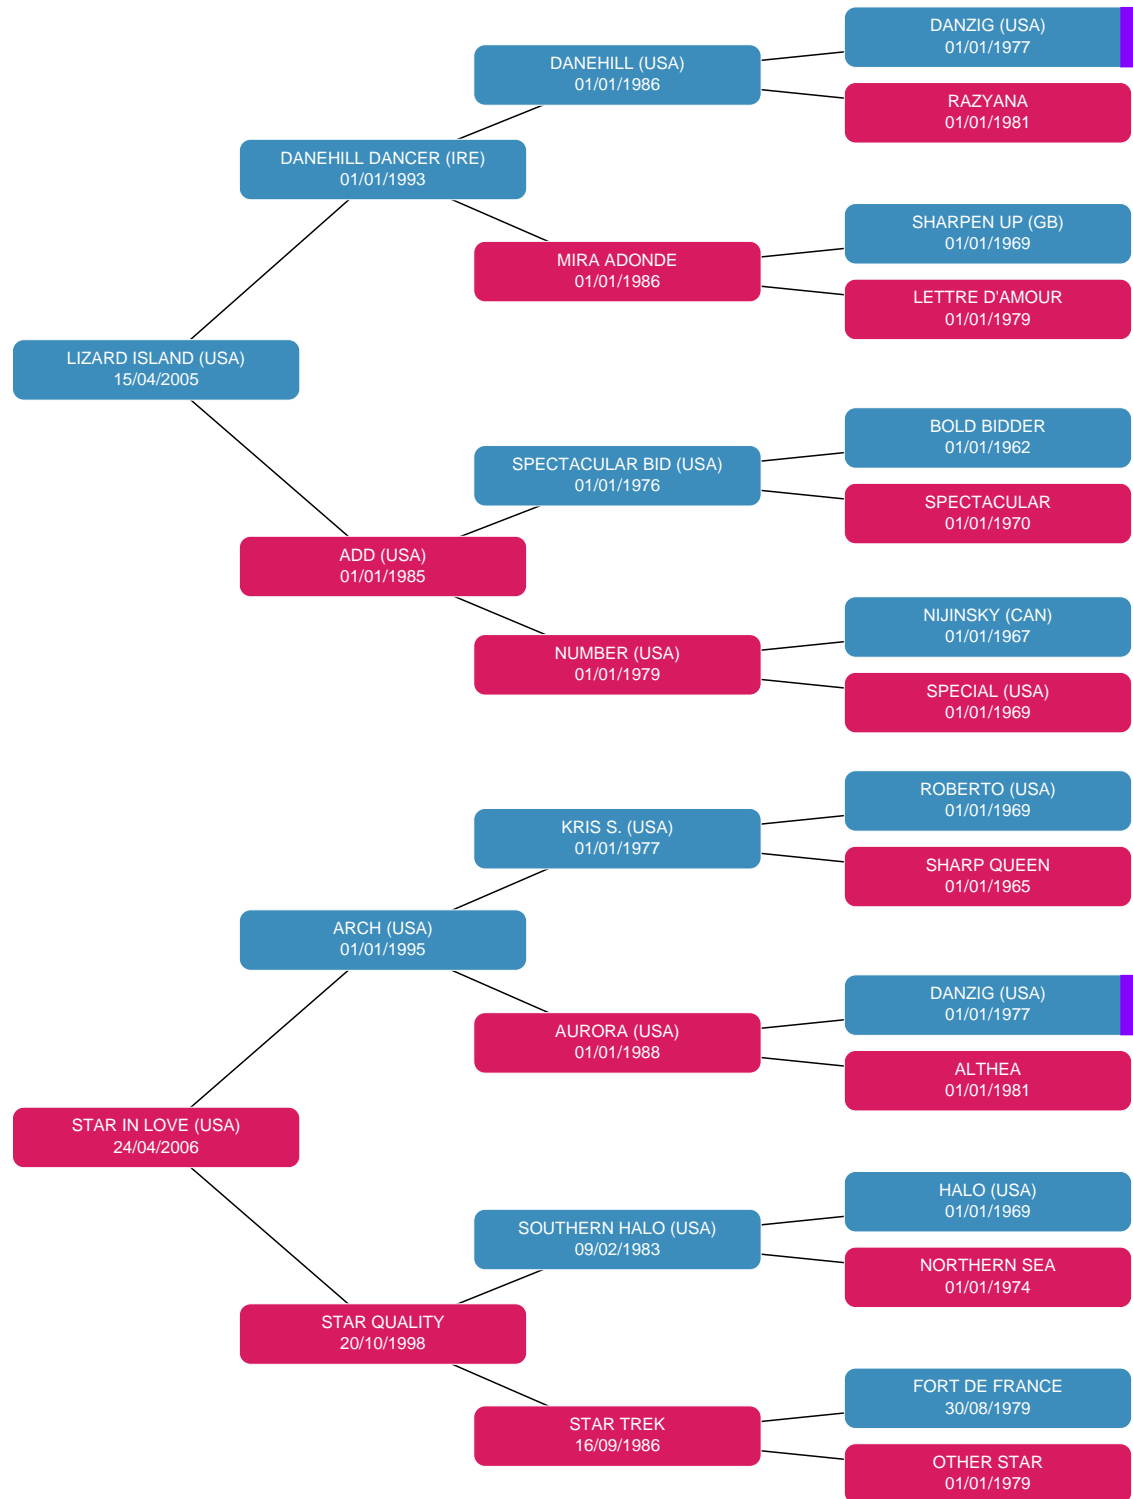 DANZIG (USA)
01/01/1977
DANEHILL (USA)
01/01/1986
RAZYANA
01/01/1981
DANEHILL DANCER (IRE)
01/01/1993
SHARPEN UP (GB)
01/01/1969
MIRA ADONDE
01/01/1986
LETTRE D'AMOUR
01/01/1979
LIZARD ISLAND (USA)
15/04/2005
BOLD BIDDER
01/01/1962
SPECTACULAR BID (USA)
01/01/1976
SPECTACULAR
01/01/1970
ADD (USA)
01/01/1985
NIJINSKY (CAN)
01/01/1967
NUMBER (USA)
01/01/1979
SPECIAL (USA)
01/01/1969
ROBERTO (USA)
01/01/1969
KRIS S. (USA)
01/01/1977
SHARP QUEEN
01/01/1965
ARCH (USA)
01/01/1995
DANZIG (USA)
01/01/1977
AURORA (USA)
01/01/1988
ALTHEA
01/01/1981
STAR IN LOVE (USA)
24/04/2006
HALO (USA)
01/01/1969
SOUTHERN HALO (USA)
09/02/1983
NORTHERN SEA
01/01/1974
STAR QUALITY
20/10/1998
FORT DE FRANCE
30/08/1979
STAR TREK
16/09/1986
OTHER STAR
01/01/1979